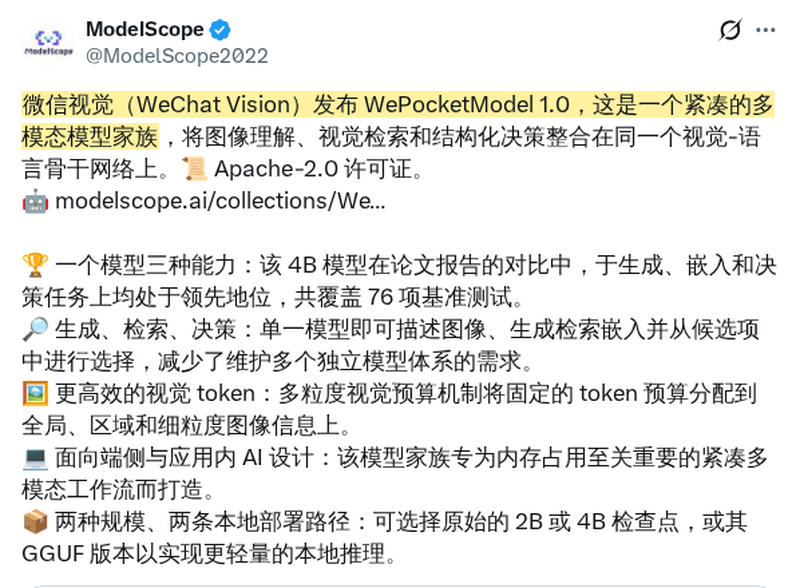 ModelScope
@ModelScope2022
ModelScope
微信视觉（WeChat Vision）发布 WePocketModel 1.0，这是一个紧凑的多
模态模型家族，将图像理解、视觉检索和结构化决策整合在同一个视觉-语
言骨干网络上。📜 Apache-2.0 许可证。
🤖 modelscope.ai/collections/We...
🏆 一个模型三种能力：该 4B 模型在论文报告的对比中，于生成、嵌入和决
策任务上均处于领先地位，共覆盖 76 项基准测试。
🔎 生成、检索、决策：单一模型即可描述图像、生成检索嵌入并从候选项
中进行选择，减少了维护多个独立模型体系的需求。
🖼️ 更高效的视觉 token：多粒度视觉预算机制将固定的 token 预算分配到
全局、区域和细粒度图像信息上。
💻 面向端侧与应用内 AI 设计：该模型家族专为内存占用至关重要的紧凑多
模态工作流而打造。
📦 两种规模、两条本地部署路径：可选择原始的 2B 或 4B 检查点，或其
GGUF 版本以实现更轻量的本地推理。